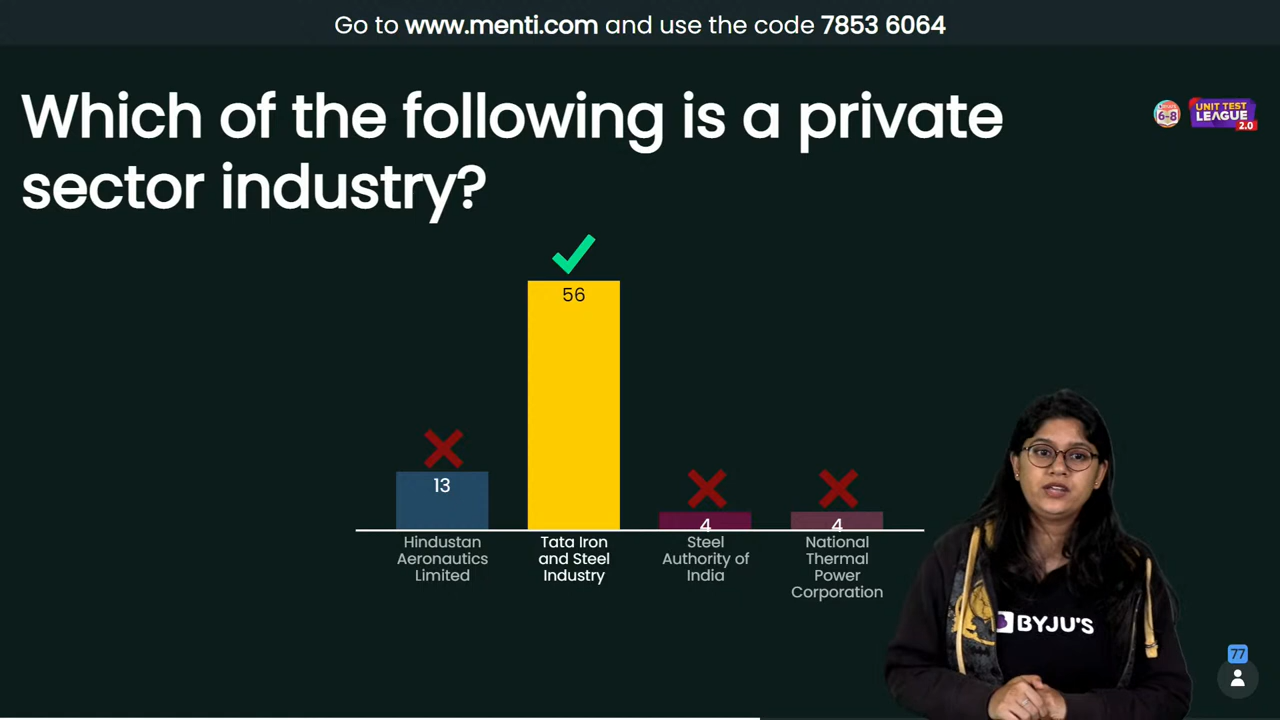 Go to www.menti.com and use the code 7853 6064
Which of the following is a private
sector industry?
6-8
UNIT TEST
LEAGUE
2.0
56
13
4
4
Hindustan
Aeronautics
Limited
Tata Iron
and Steel
Industry
Steel
Authority of
India
National
Thermal
Power
Corporation
BYJU'S
77